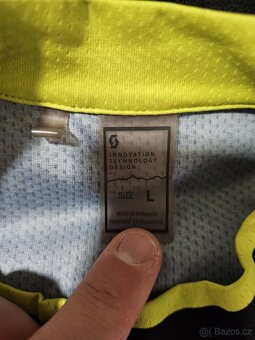 INNOVATION
TECHNOLOGY
DESIGN
SIZE L
MADE IN ROMANIA
© Bazos.cz